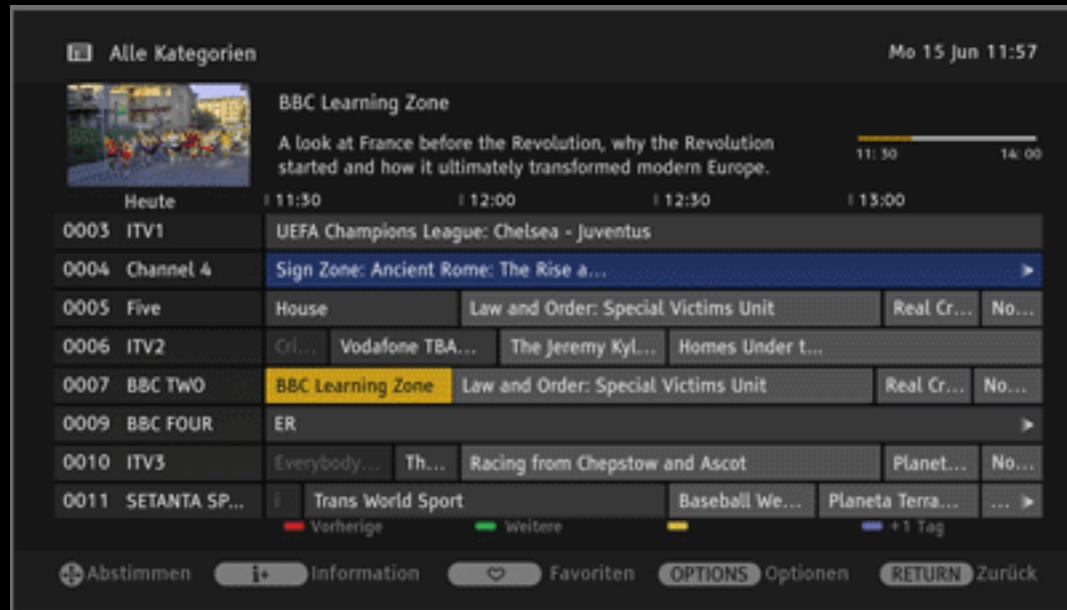 Alle Kategorien
Mo 15 Jun 11:57
BBC Learning Zone
A look at France before the Revolution, why the Revolution
started and how it ultimately transformed modern Europe.
11:30 14:00
Heute 11:30 12:00 12:30 13:00
0003 ITV1 UEFA Champions League: Chelsea - Juventus
0004 Channel 4 Sign Zone: Ancient Rome: The Rise a...
0005 Five House Law and Order: Special Victims Unit Real Cr... No...
0006 ITV2 Cri... Vodafone TBA... The Jeremy Kyl... Homes Under t...
0007 BBC TWO BBC Learning Zone Law and Order: Special Victims Unit Real Cr... No...
0009 BBC FOUR ER
0010 ITV3 Everybody... Th... Racing from Chepstow and Ascot Planet... No...
0011 SETANTA SP... Trans World Sport Baseball We... Planeta Terra... ...
Vorherige Weitere +1 Tag
Abstimmen i+ Information Favoriten OPTIONS Optionen RETURN Zurück